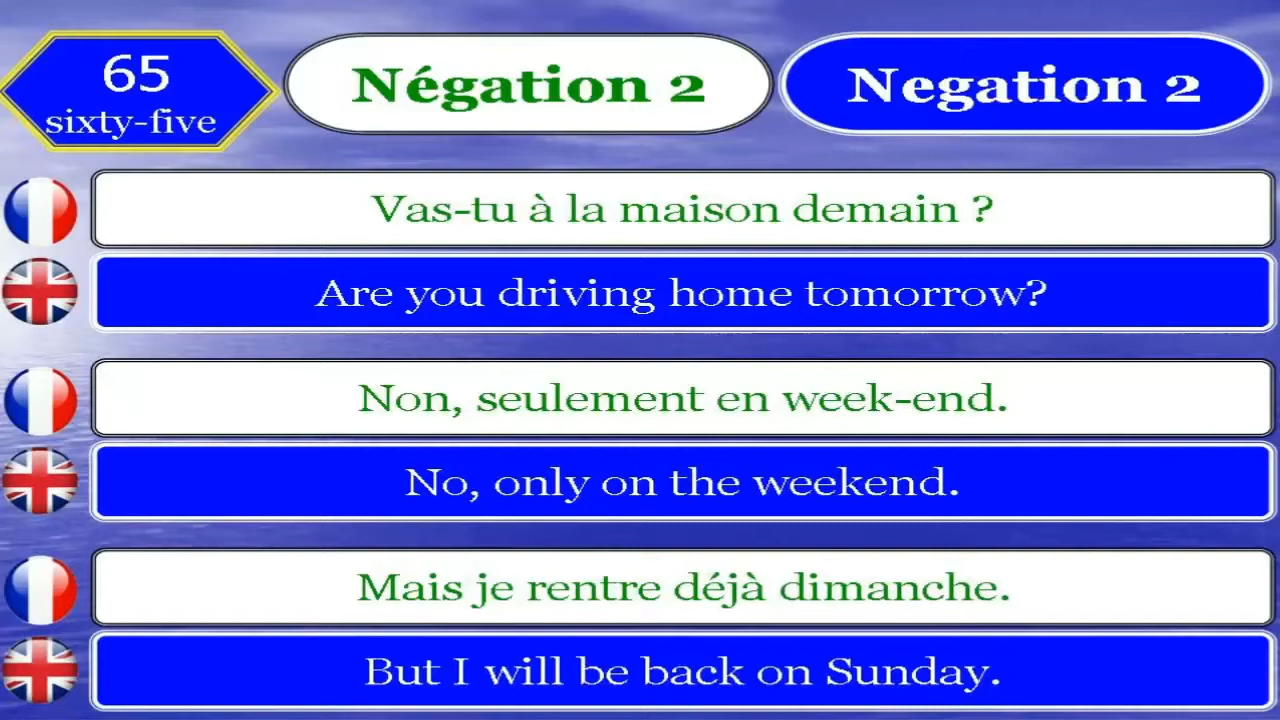 65
sixty-five
Négation 2
Negation 2
Vas-tu à la maison demain ?
Are you driving home tomorrow?
Non, seulement en week-end.
No, only on the weekend.
Mais je rentre déjà dimanche.
But I will be back on Sunday.